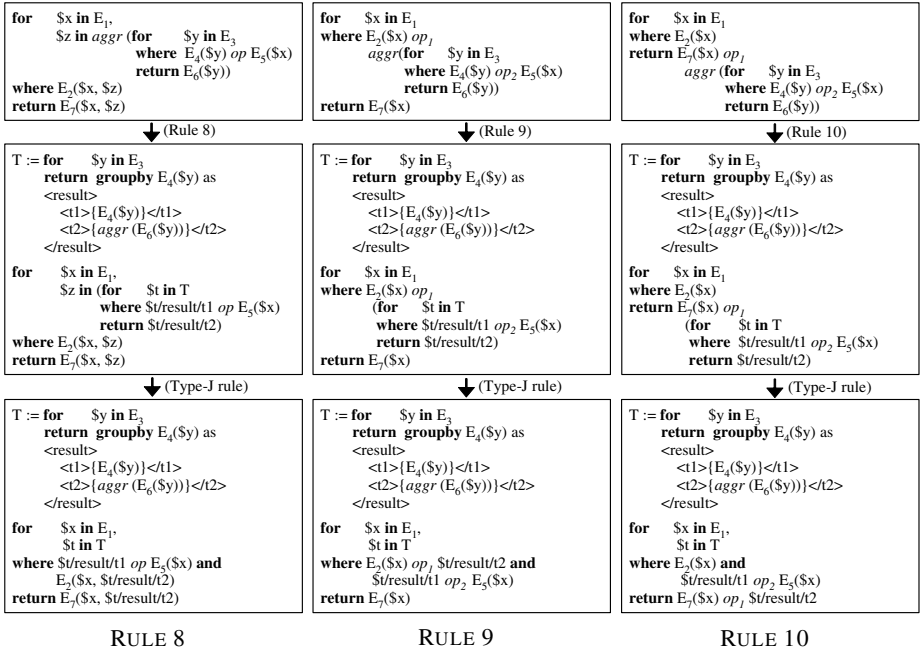 for $x in E1,
$z in aggr (for $y in E3
where E4($y) op E5($x)
return E6($y))
where E2($x, $z)
return E7($x, $z)
(Rule 8)
T := for $y in E3
return groupby E4($y) as
<result>
<t1>{E4($y)}</t1>
<t2>{aggr (E6($y))}</t2>
</result>
for $x in E1,
$z in (for $t in T
where $t/result/t1 op E5($x)
return $t/result/t2)
where E2($x, $z)
return E7($x, $z)
(Type-J rule)
T := for $y in E3
return groupby E4($y) as
<result>
<t1>{E4($y)}</t1>
<t2>{aggr (E6($y))}</t2>
</result>
for $x in E1,
$t in T
where $t/result/t1 op E5($x) and
E2($x, $t/result/t2)
return E7($x, $t/result/t2)
RULE 8
for $x in E1
where E2($x) op1
aggr(for $y in E3
where E4($y) op2 E5($x)
return E6($y))
return E7($x)
(Rule 9)
T := for $y in E3
return groupby E4($y) as
<result>
<t1>{E4($y)}</t1>
<t2>{aggr (E6($y))}</t2>
</result>
for $x in E1
where E2($x) op1
(for $t in T
where $t/result/t1 op2 E5($x)
return $t/result/t2)
return E7($x)
(Type-J rule)
T := for $y in E3
return groupby E4($y) as
<result>
<t1>{E4($y)}</t1>
<t2>{aggr (E6($y))}</t2>
</result>
for $x in E1,
$t in T
where E2($x) op1 $t/result/t2 and
$t/result/t1 op2 E5($x)
return E7($x)
RULE 9
for $x in E1
where E2($x)
return E7($x) op1
aggr (for $y in E3
where E4($y) op2 E5($x)
return E6($y))
(Rule 10)
T := for $y in E3
return groupby E4($y) as
<result>
<t1>{E4($y)}</t1>
<t2>{aggr (E6($y))}</t2>
</result>
for $x in E1
where E2($x)
return E7($x) op1
(for $t in T
where $t/result/t1 op2 E5($x)
return $t/result/t2)
(Type-J rule)
T := for $y in E3
return groupby E4($y) as
<result>
<t1>{E4($y)}</t1>
<t2>{aggr (E6($y))}</t2>
</result>
for $x in E1,
$t in T
where E2($x) and
$t/result/t1 op2 E5($x)
return E7($x) op1 $t/result/t2
RULE 10